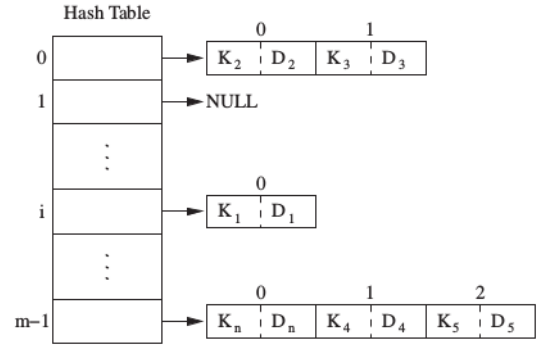 Hash Table
0 1
0 K₂ D₂ K₃ D₃
1 NULL
⋮
0
i K₁ D₁
⋮
0 1 2
m−1 Kₙ Dₙ K₄ D₄ K₅ D₅